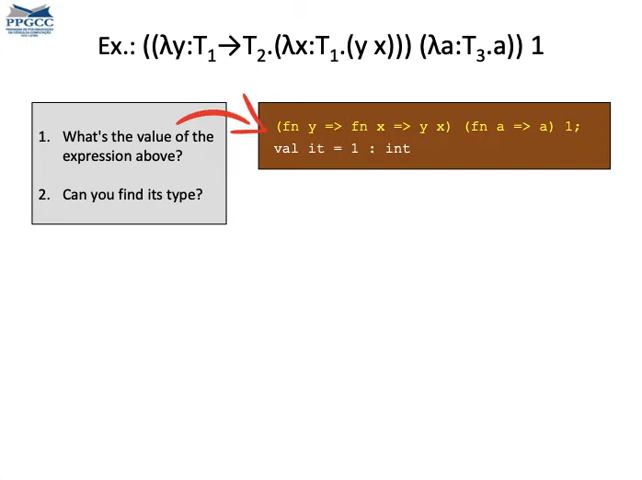 PPGCC
Ex.: ((λy:T₁→T₂.(λx:T₁.(y x))) (λa:T₃.a)) 1
1. What's the value of the
expression above?
2. Can you find its type?
(fn y => fn x => y x) (fn a => a) 1;
val it = 1 : int